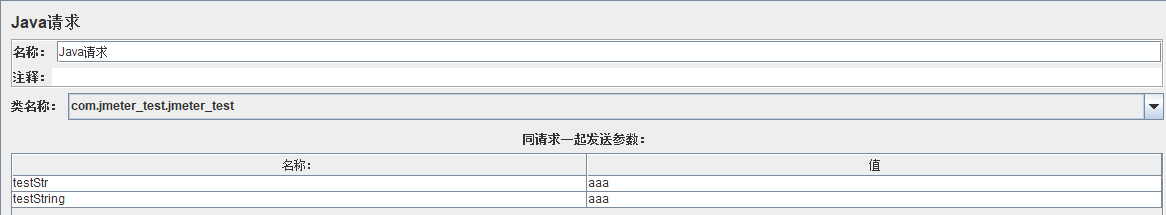 Java请求
名称： Java请求
注释：
类名称： com.jmeter_test.jmeter_test
同请求一起发送参数：
名称： 值
testStr aaa
testString aaa